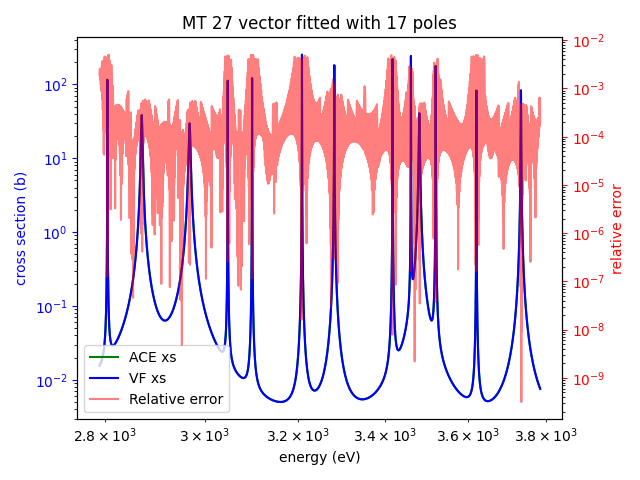 MT 27 vector fitted with 17 poles
cross section (b)
10²
10¹
10⁰
10⁻¹
10⁻²
10⁻²
10⁻³
10⁻⁴
10⁻⁵
10⁻⁶
10⁻⁷
10⁻⁸
10⁻⁹
relative error
ACE xs
VF xs
Relative error
2.8 × 10³ 3 × 10³ 3.2 × 10³ 3.4 × 10³ 3.6 × 10³ 3.8 × 10³
energy (eV)